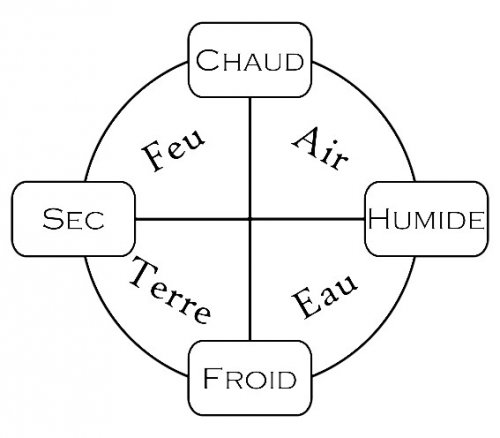 CHAUD
Feu
Air
SEC
HUMIDE
Terre
Eau
FROID